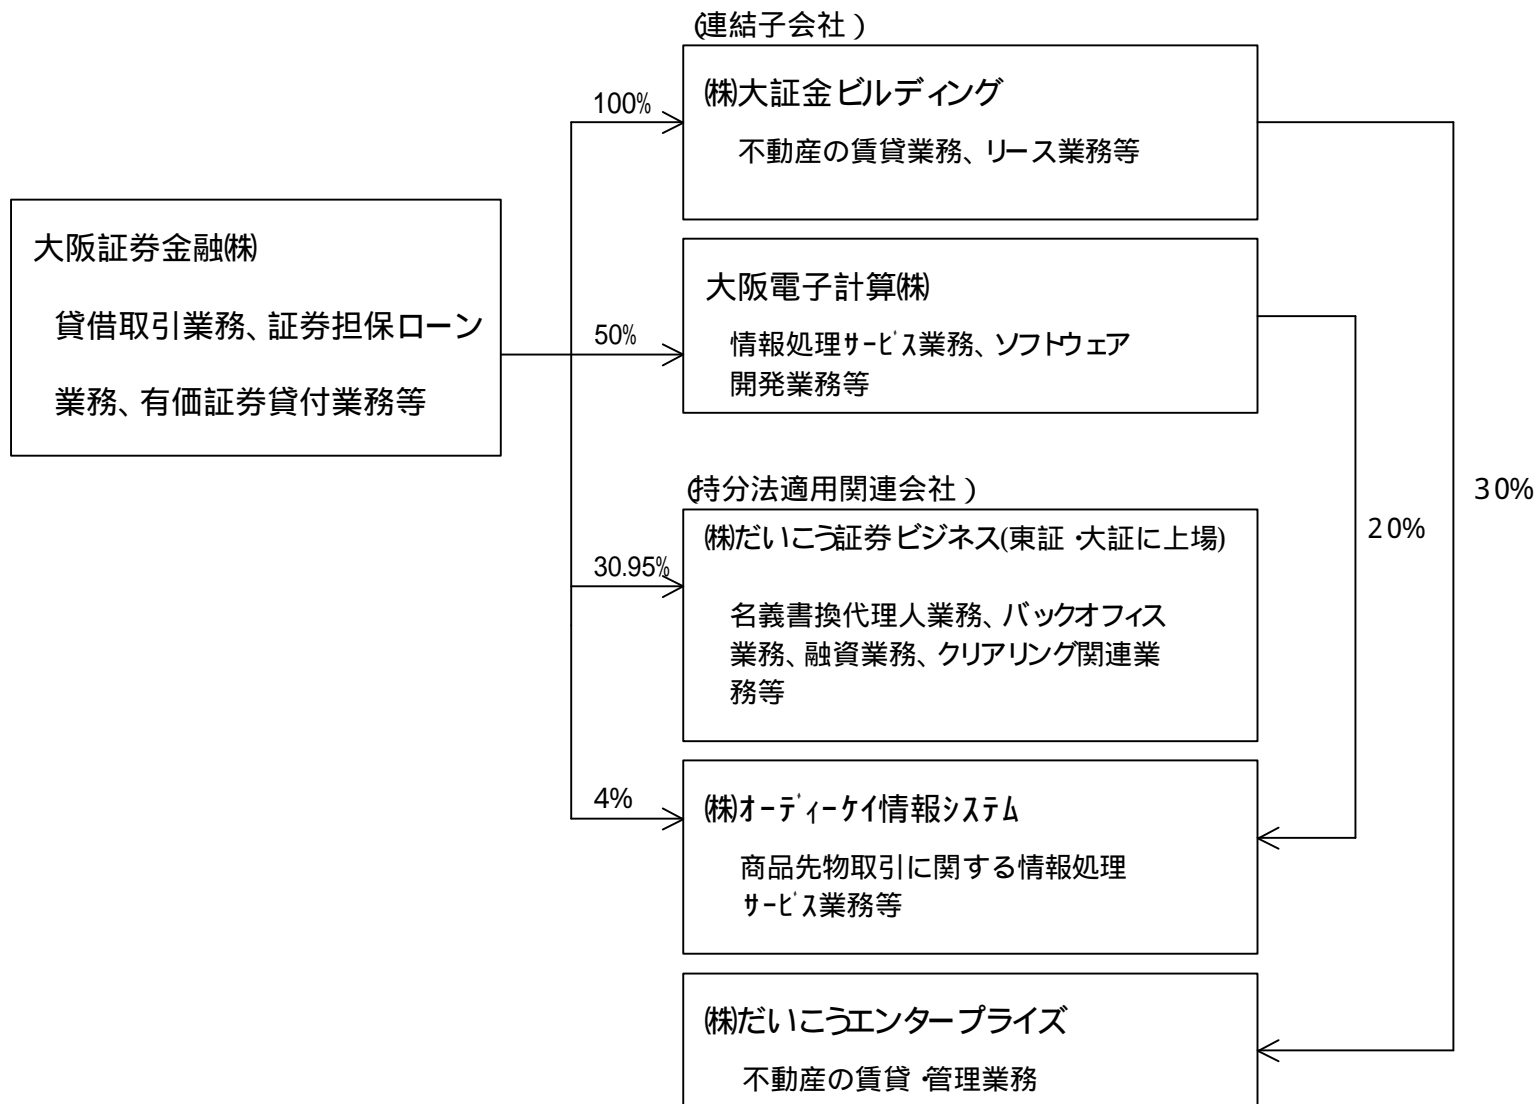 (連結子会社)
㈱大証金ビルディング
100%
不動産の賃貸業務、リース業務等
大阪証券金融㈱
貸借取引業務、証券担保ローン
業務、有価証券貸付業務等
大阪電子計算㈱
50%
情報処理ｻｰﾋﾞｽ業務、ソフトウェア
開発業務等
(持分法適用関連会社)
30%
20%
㈱だいこう証券ビジネス(東証・大証に上場)
30.95%
名義書換代理人業務、バックオフィス
業務、融資業務、クリアリング関連業
務等
4%
㈱ｵｰﾃﾞｨｰｹｲ情報ｼｽﾃﾑ
商品先物取引に関する情報処理
ｻｰﾋﾞｽ業務等
㈱だいこうエンタープライズ
不動産の賃貸・管理業務